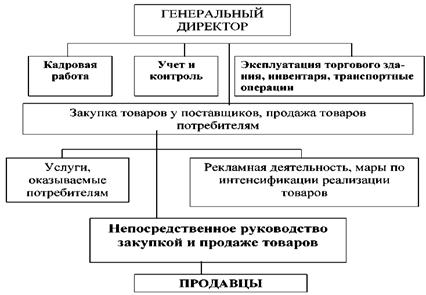 ГЕНЕРАЛЬНЫЙ
ДИРЕКТОР
Кадровая
работа
Учет и
контроль
Эксплуатация торгового зда-
ния, инвентаря, транспортные
операции
Закупка товаров у поставщиков, продажа товаров
потребителям
Услуги,
оказываемые
потребителям
Рекламная деятельность, мары по
интенсификации реализации
товаров
Непосредственное руководство
закупкой и продаже товаров
ПРОДАВЦЫ